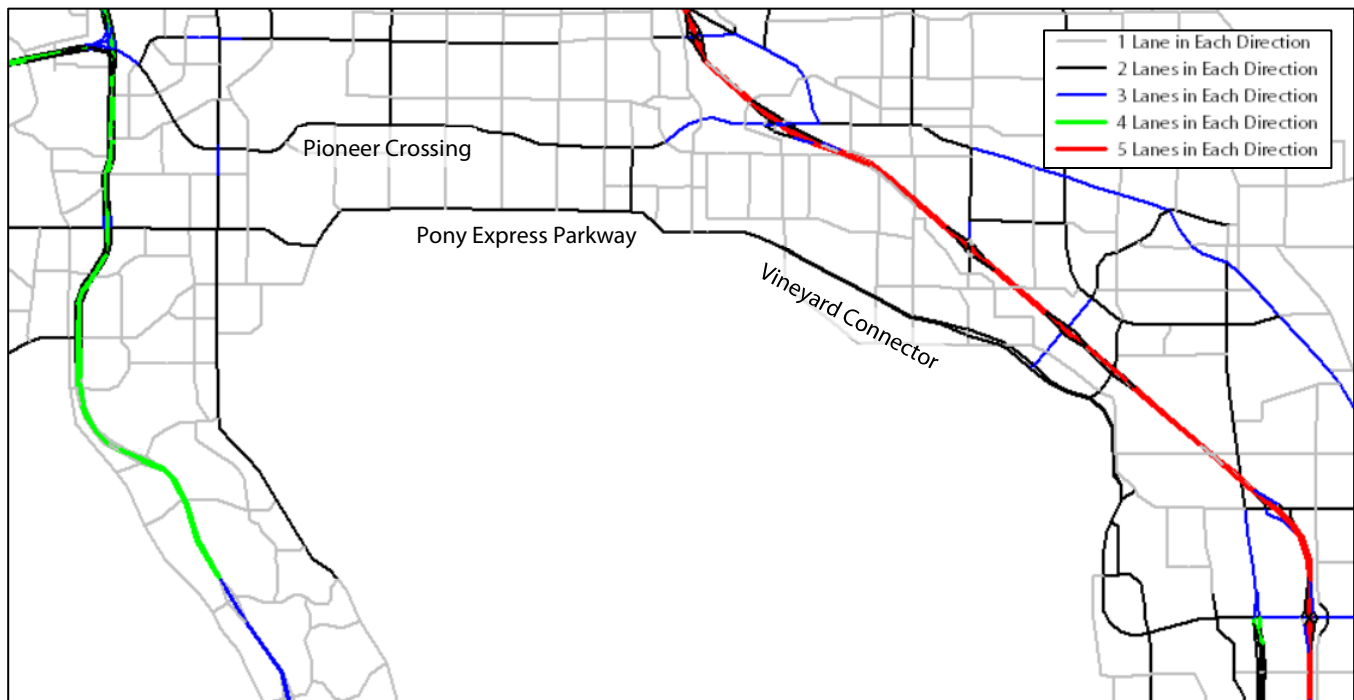 1 Lane in Each Direction
2 Lanes in Each Direction
3 Lanes in Each Direction
4 Lanes in Each Direction
5 Lanes in Each Direction
Pioneer Crossing
Pony Express Parkway
Vineyard Connector